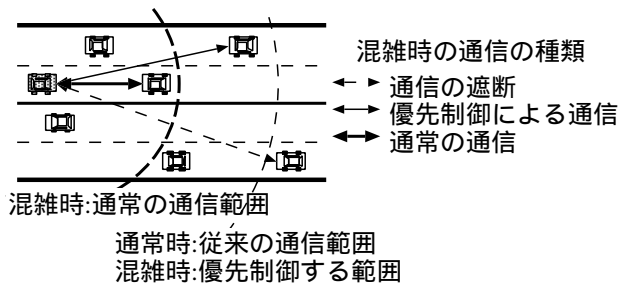 混雑時の通信の種類
通信の遮断
優先制御による通信
通常の通信
混雑時:通常の通信範囲
通常時:従来の通信範囲
混雑時:優先制御する範囲